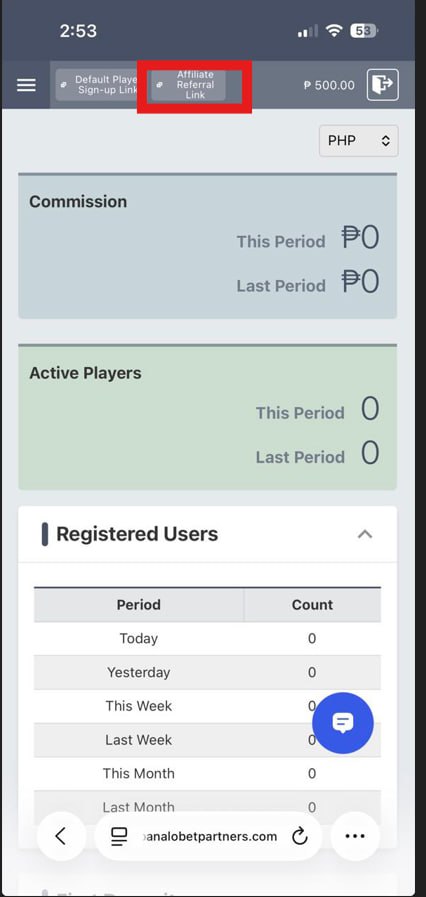 2:53
53
Default Playe
Sign-up Link
Affiliate
Referral
Link
₱ 500.00
PHP
Commission
This Period ₱0
Last Period ₱0
Active Players
This Period 0
Last Period 0
Registered Users
Period Count
Today 0
Yesterday 0
This Week 0
Last Week 0
This Month 0
Last Month 0
analobetpartners.com